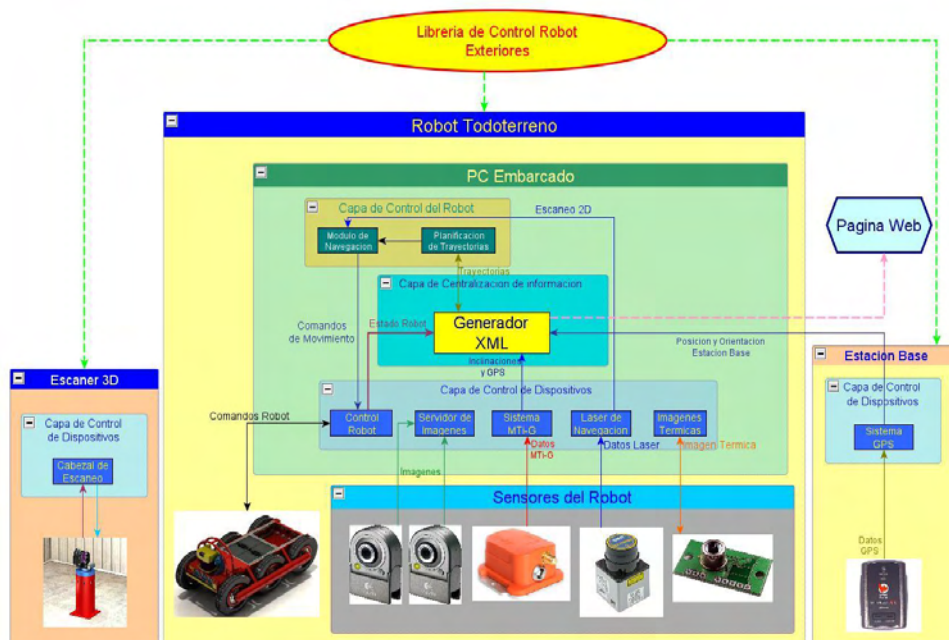 Libreria de Control Robot
Exteriores
Robot Todoterreno
PC Embarcado
Capa de Control del Robot
Escaneo 2D
Modulo de
Navegacion
Planificacion
de Trayectorias
Pagina Web
Trayectorias
Capa de Centralizacion de informacion
Generador
XML
Estado Robot
Comandos
de Movimiento
Posicion y Orientacion
Estacion Base
Inclinaciones
y GPS
Escaner 3D
Capa de Control
de Dispositivos
Cabezal de
Escaneo
Capa de Control de Dispositivos
Comandos Robot
Control
Robot
Servidor de
Imagenes
Sistema
MTi-G
Laser de
Navegacion
Imagenes
Termicas
Imagenes
Datos
MTi-G
Datos Laser
Imagen Termica
Sensores del Robot
Estacion Base
Capa de Control
de Dispositivos
Sistema
GPS
Datos
GPS